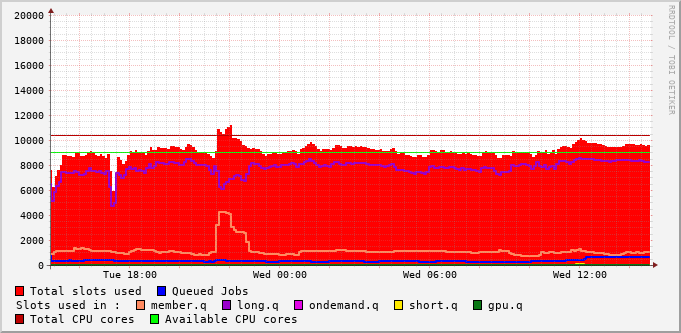 20000
18000
16000
14000
12000
10000
8000
6000
4000
2000
0
Tue 18:00 Wed 00:00 Wed 06:00 Wed 12:00
RRDTOOL / TOBI OETIKER
Total slots used Queued Jobs
Slots used in : member.q long.q ondemand.q short.q gpu.q
Total CPU cores Available CPU cores